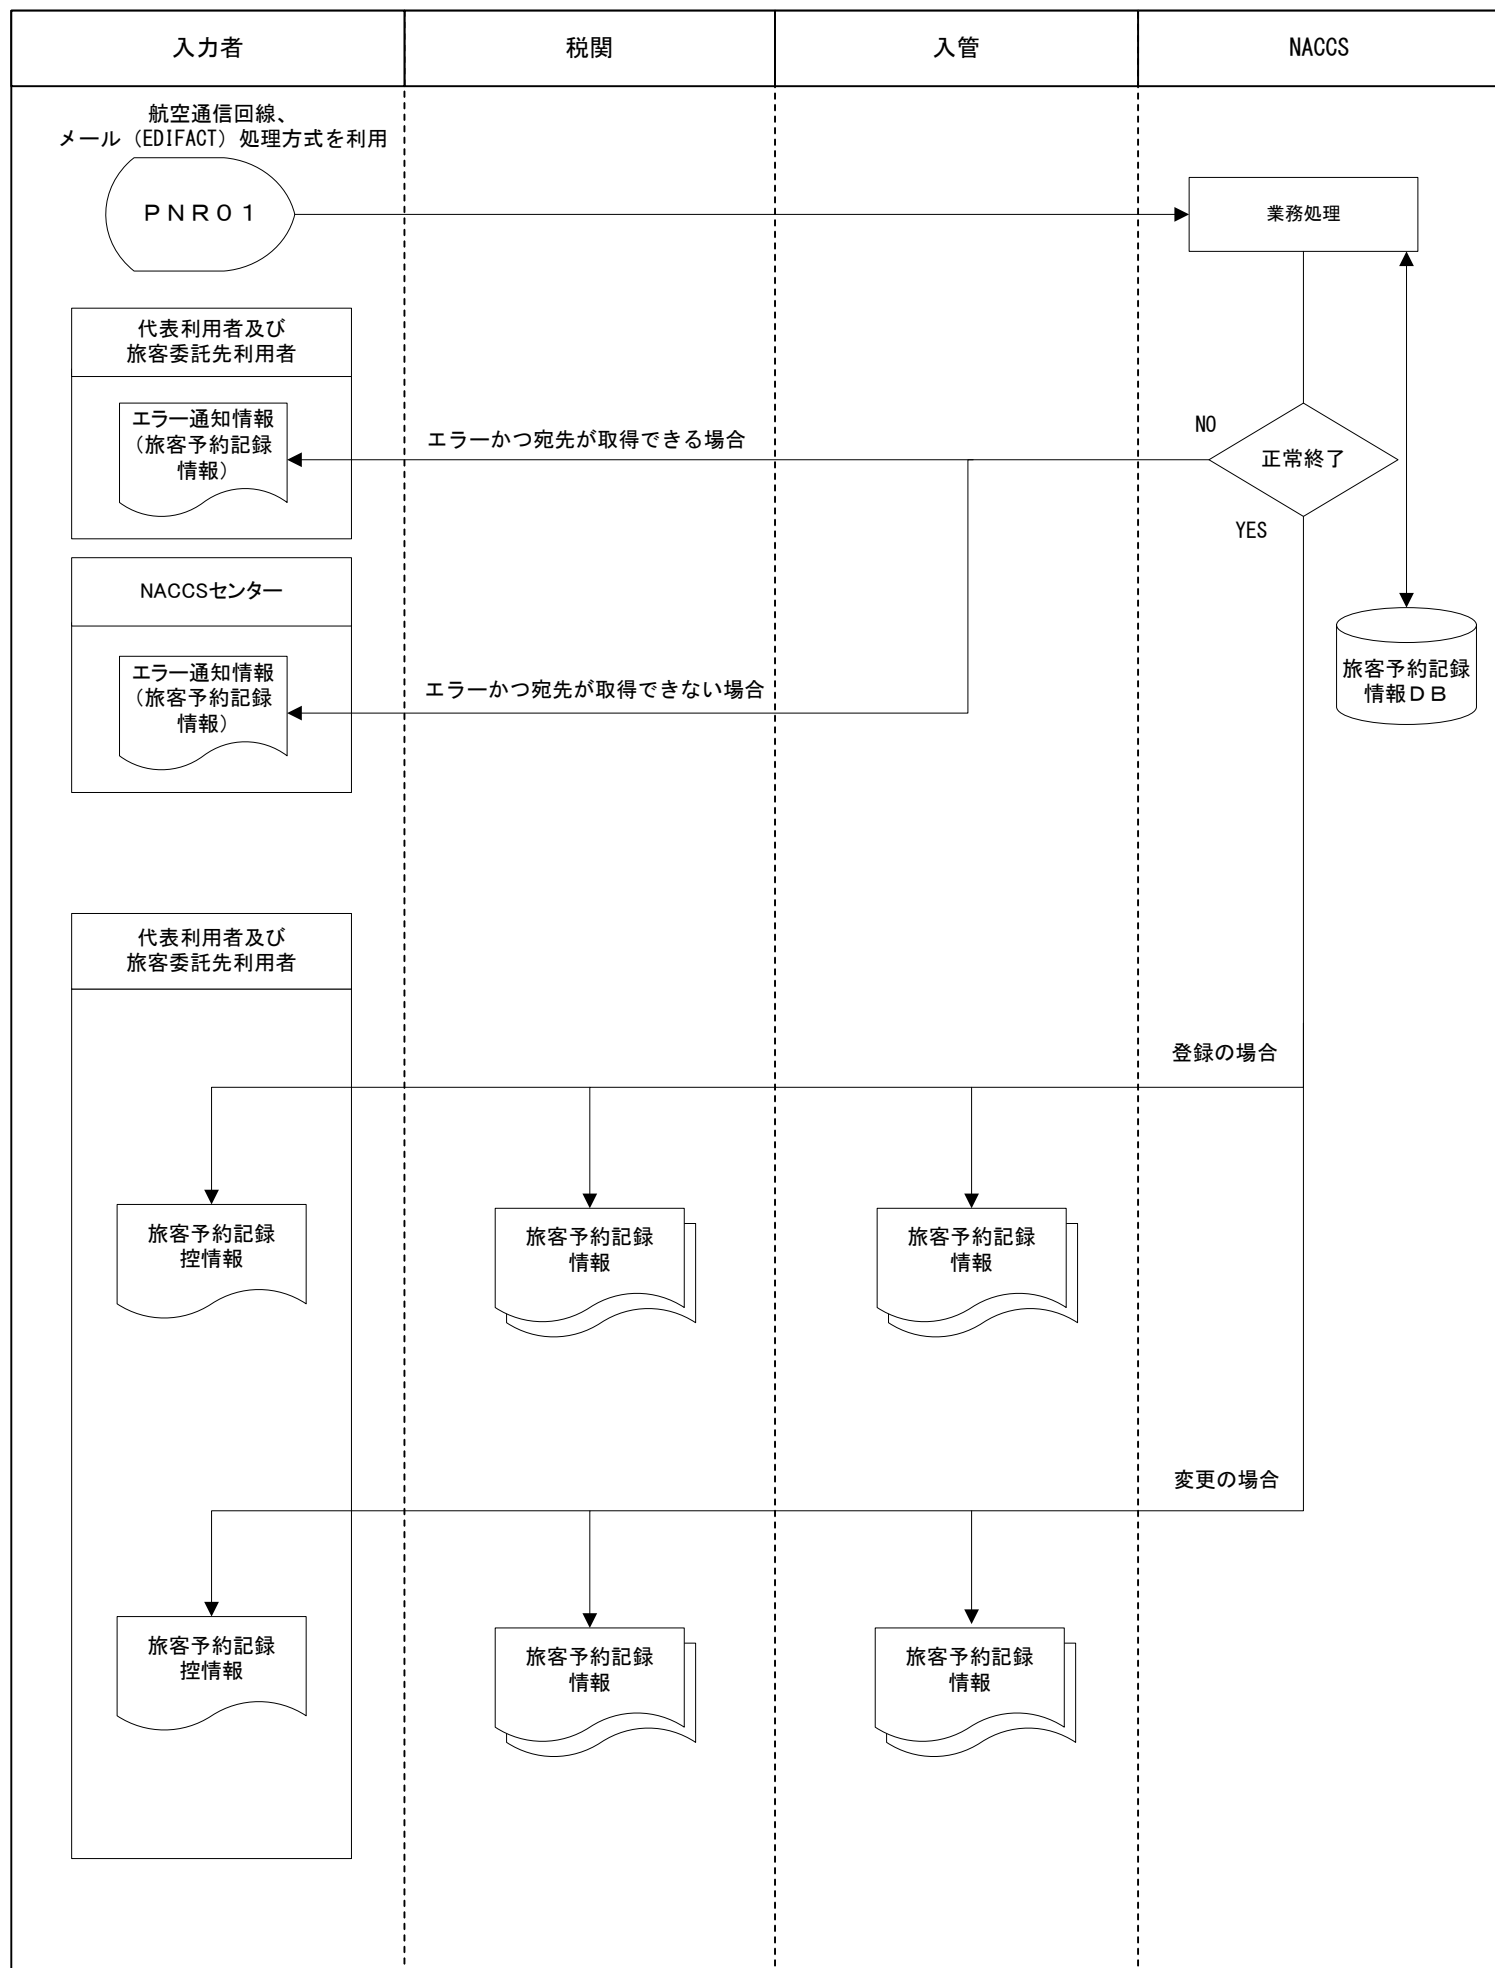 入力者
税関
入管
NACCS
航空通信回線、
メール（EDIFACT）処理方式を利用
ＰＮＲ０１
業務処理
代表利用者及び
旅客委託先利用者
エラー通知情報
（旅客予約記録
情報）
エラーかつ宛先が取得できる場合
NO
正常終了
YES
NACCSセンター
エラー通知情報
（旅客予約記録
情報）
エラーかつ宛先が取得できない場合
旅客予約記録
情報ＤＢ
代表利用者及び
旅客委託先利用者
登録の場合
旅客予約記録
控情報
旅客予約記録
情報
旅客予約記録
情報
変更の場合
旅客予約記録
控情報
旅客予約記録
情報
旅客予約記録
情報